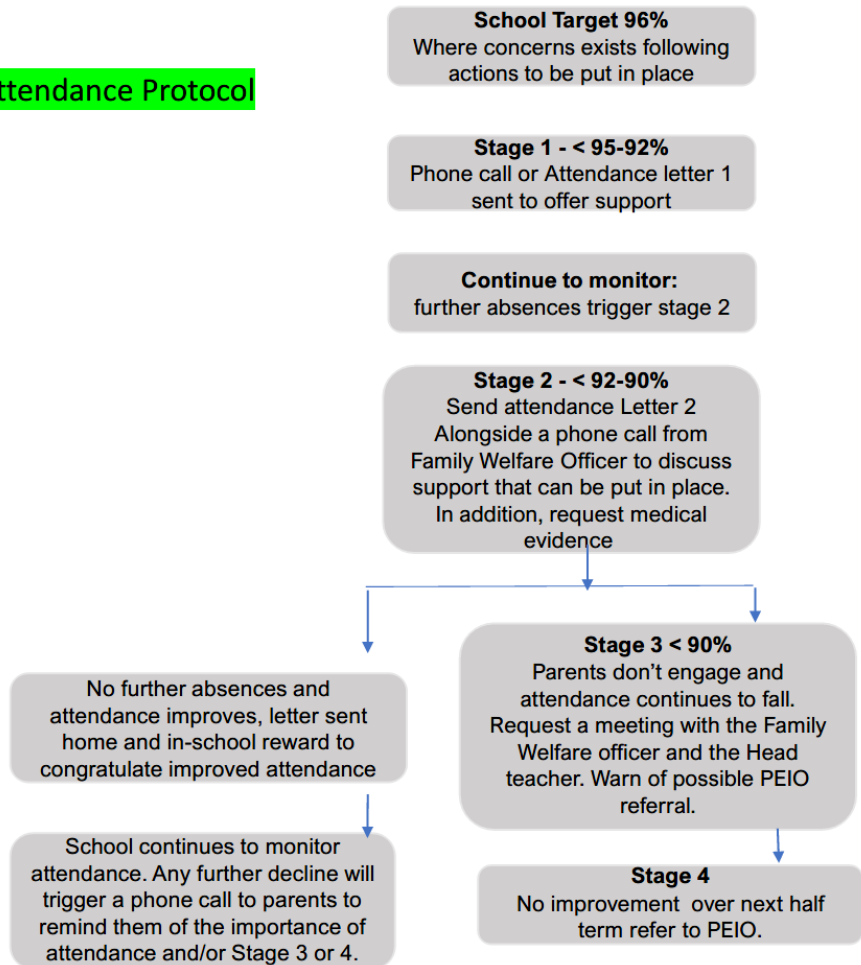 School Target 96%
Where concerns exists following
actions to be put in place
ttendance Protocol
Stage 1 - < 95-92%
Phone call or Attendance letter 1
sent to offer support
Continue to monitor:
further absences trigger stage 2
Stage 2 - < 92-90%
Send attendance Letter 2
Alongside a phone call from
Family Welfare Officer to discuss
support that can be put in place.
In addition, request medical
evidence
No further absences and
attendance improves, letter sent
home and in-school reward to
congratulate improved attendance
School continues to monitor
attendance. Any further decline will
trigger a phone call to parents to
remind them of the importance of
attendance and/or Stage 3 or 4.
Stage 3 < 90%
Parents don’t engage and
attendance continues to fall.
Request a meeting with the Family
Welfare officer and the Head
teacher. Warn of possible PEIO
referral.
Stage 4
No improvement over next half
term refer to PEIO.